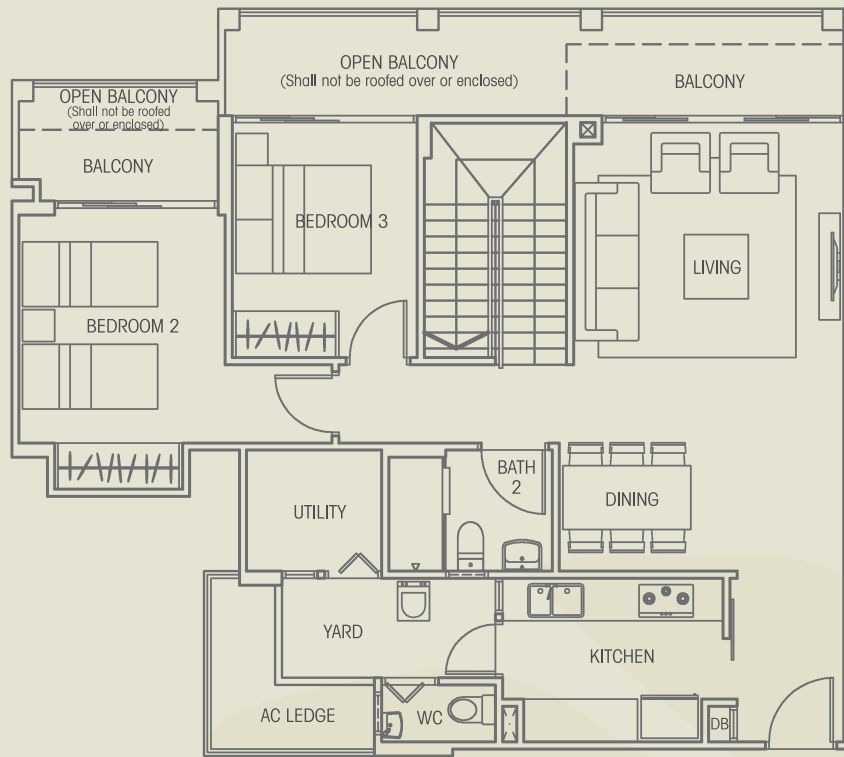 OPEN BALCONY
(Shall not be roofed over or enclosed)
BALCONY
OPEN BALCONY
(Shall not be roofed
over or enclosed)
BALCONY
BEDROOM 3
LIVING
BEDROOM 2
BATH
2
DINING
UTILITY
YARD
KITCHEN
AC LEDGE
WC
DB